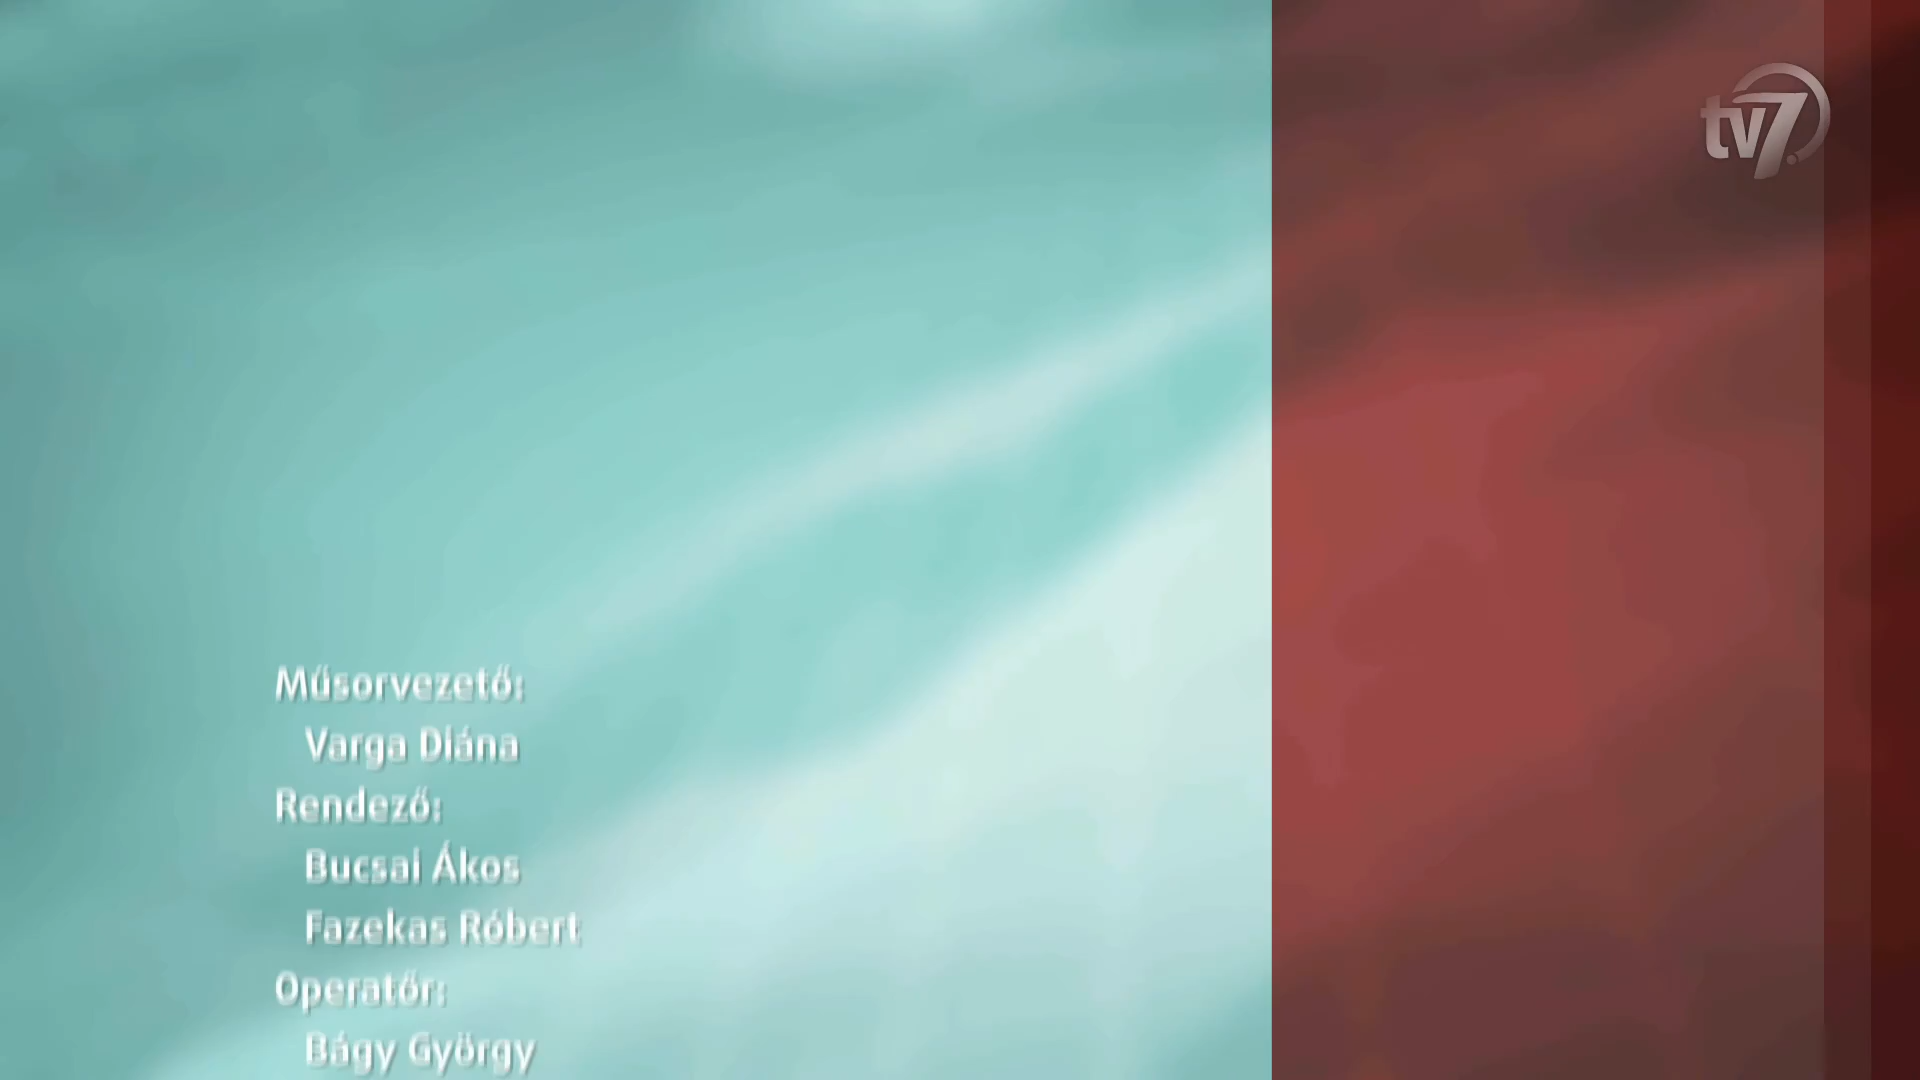 tv7
Műsorvezető:
Varga Diána
Rendező:
Bucsai Ákos
Fazekas Róbert
Operatőr:
Bágy György